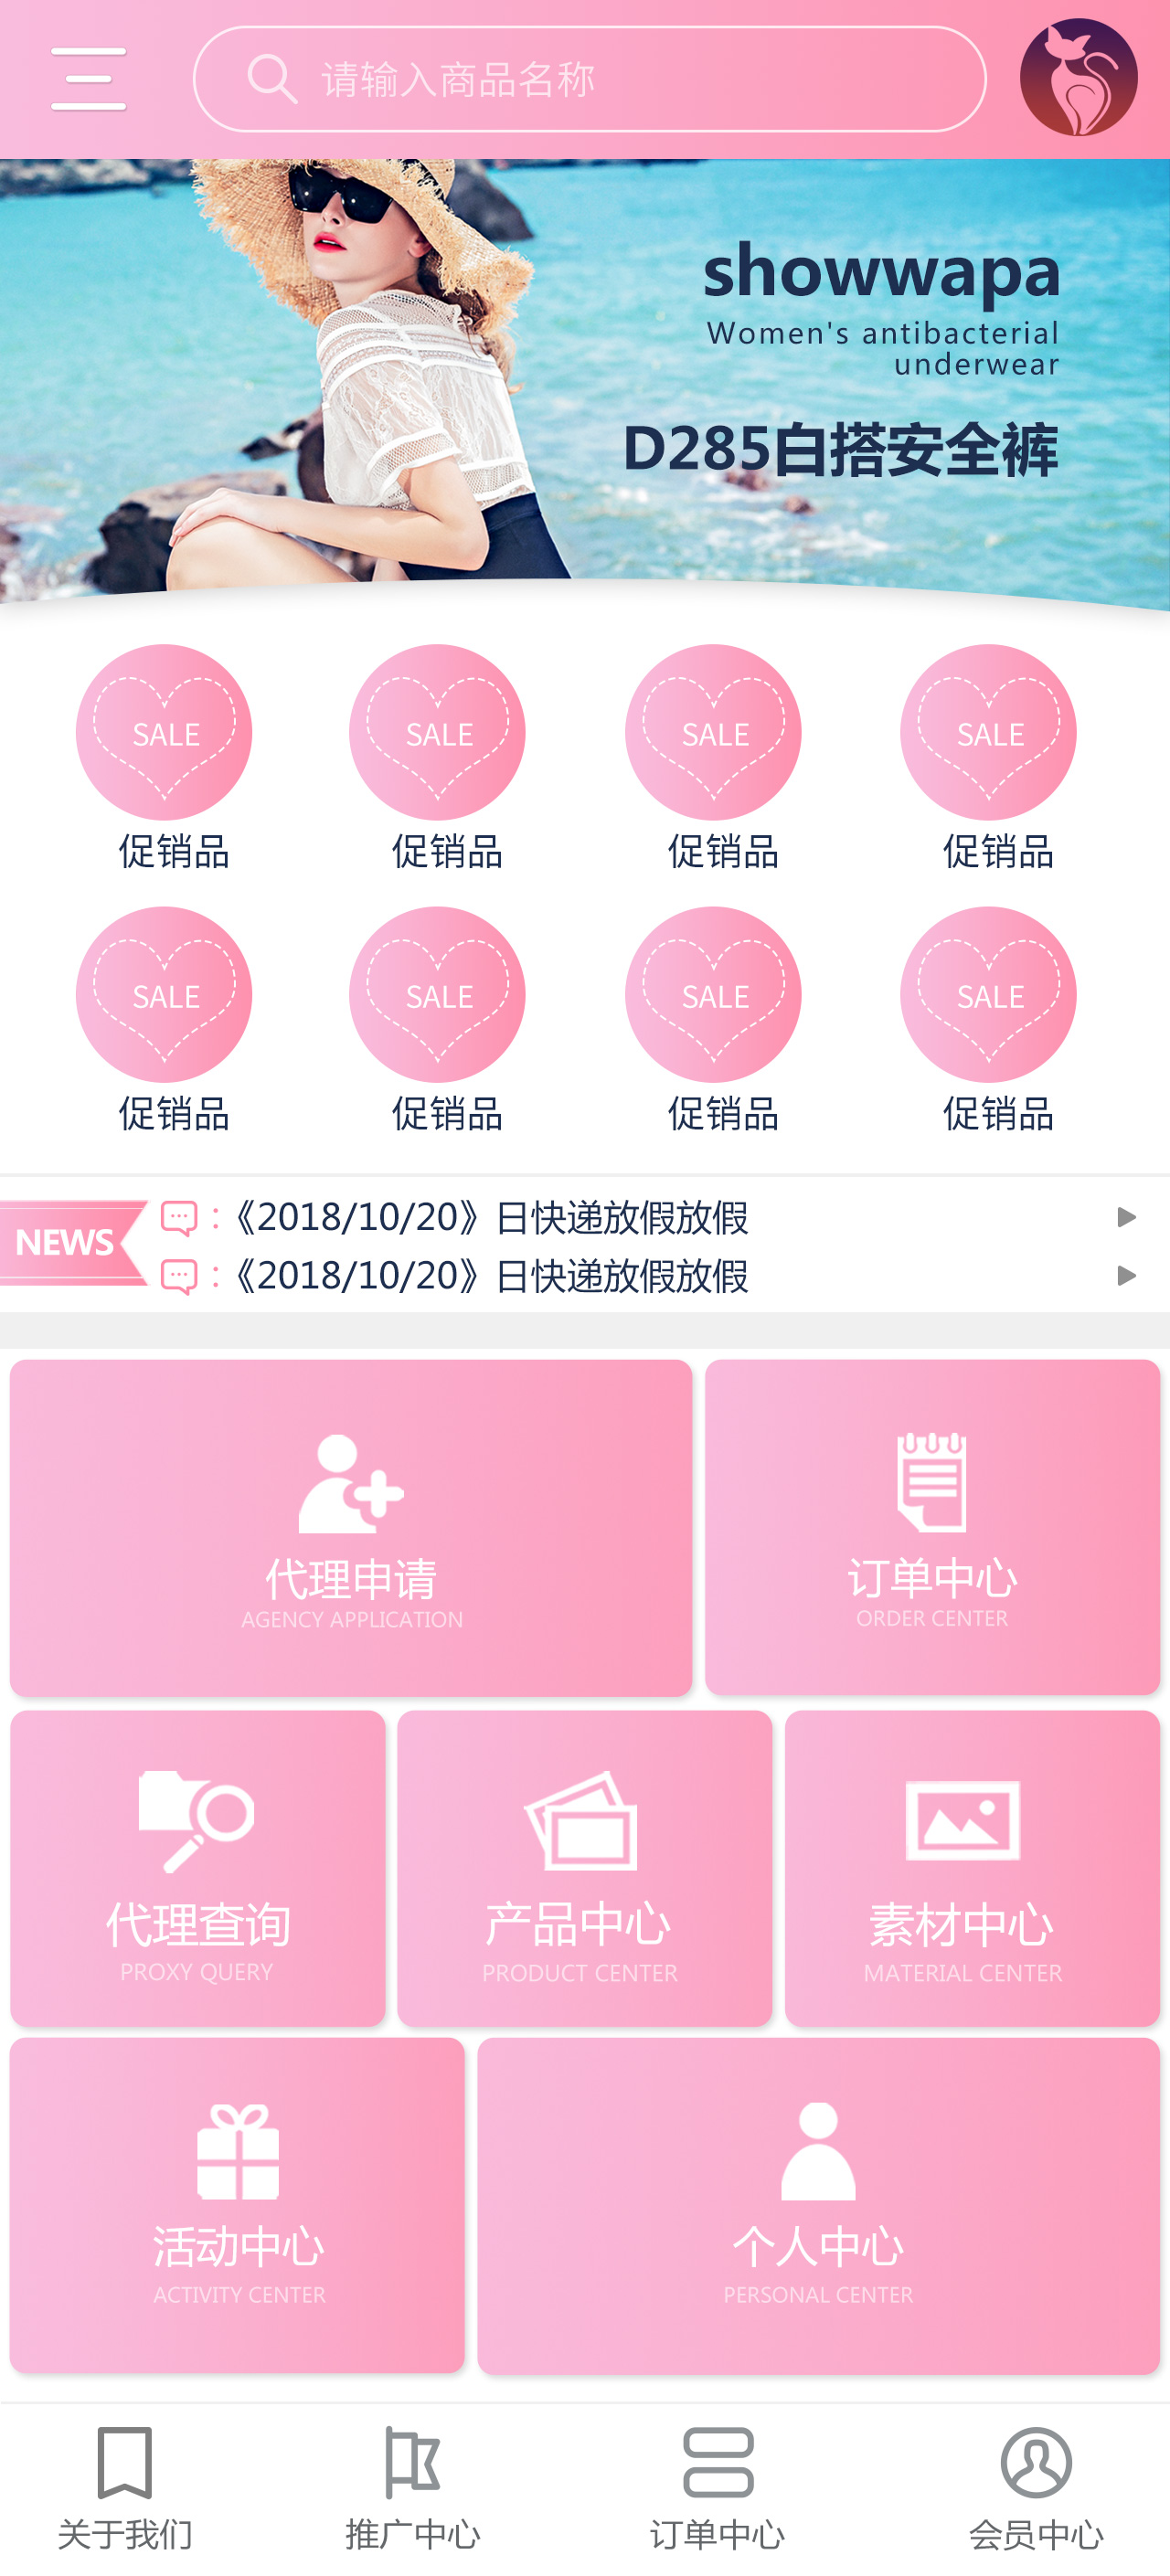 请输入商品名称
showwapa
Women's antibacterial
underwear
D285白搭安全裤
SALE SALE SALE SALE
促销品 促销品 促销品 促销品
SALE SALE SALE SALE
促销品 促销品 促销品 促销品
NEWS
:《2018/10/20》日快递放假放假
:《2018/10/20》日快递放假放假
代理申请
AGENCY APPLICATION
订单中心
ORDER CENTER
代理查询
PROXY QUERY
产品中心
PRODUCT CENTER
素材中心
MATERIAL CENTER
活动中心
ACTIVITY CENTER
个人中心
PERSONAL CENTER
关于我们 推广中心 订单中心 会员中心